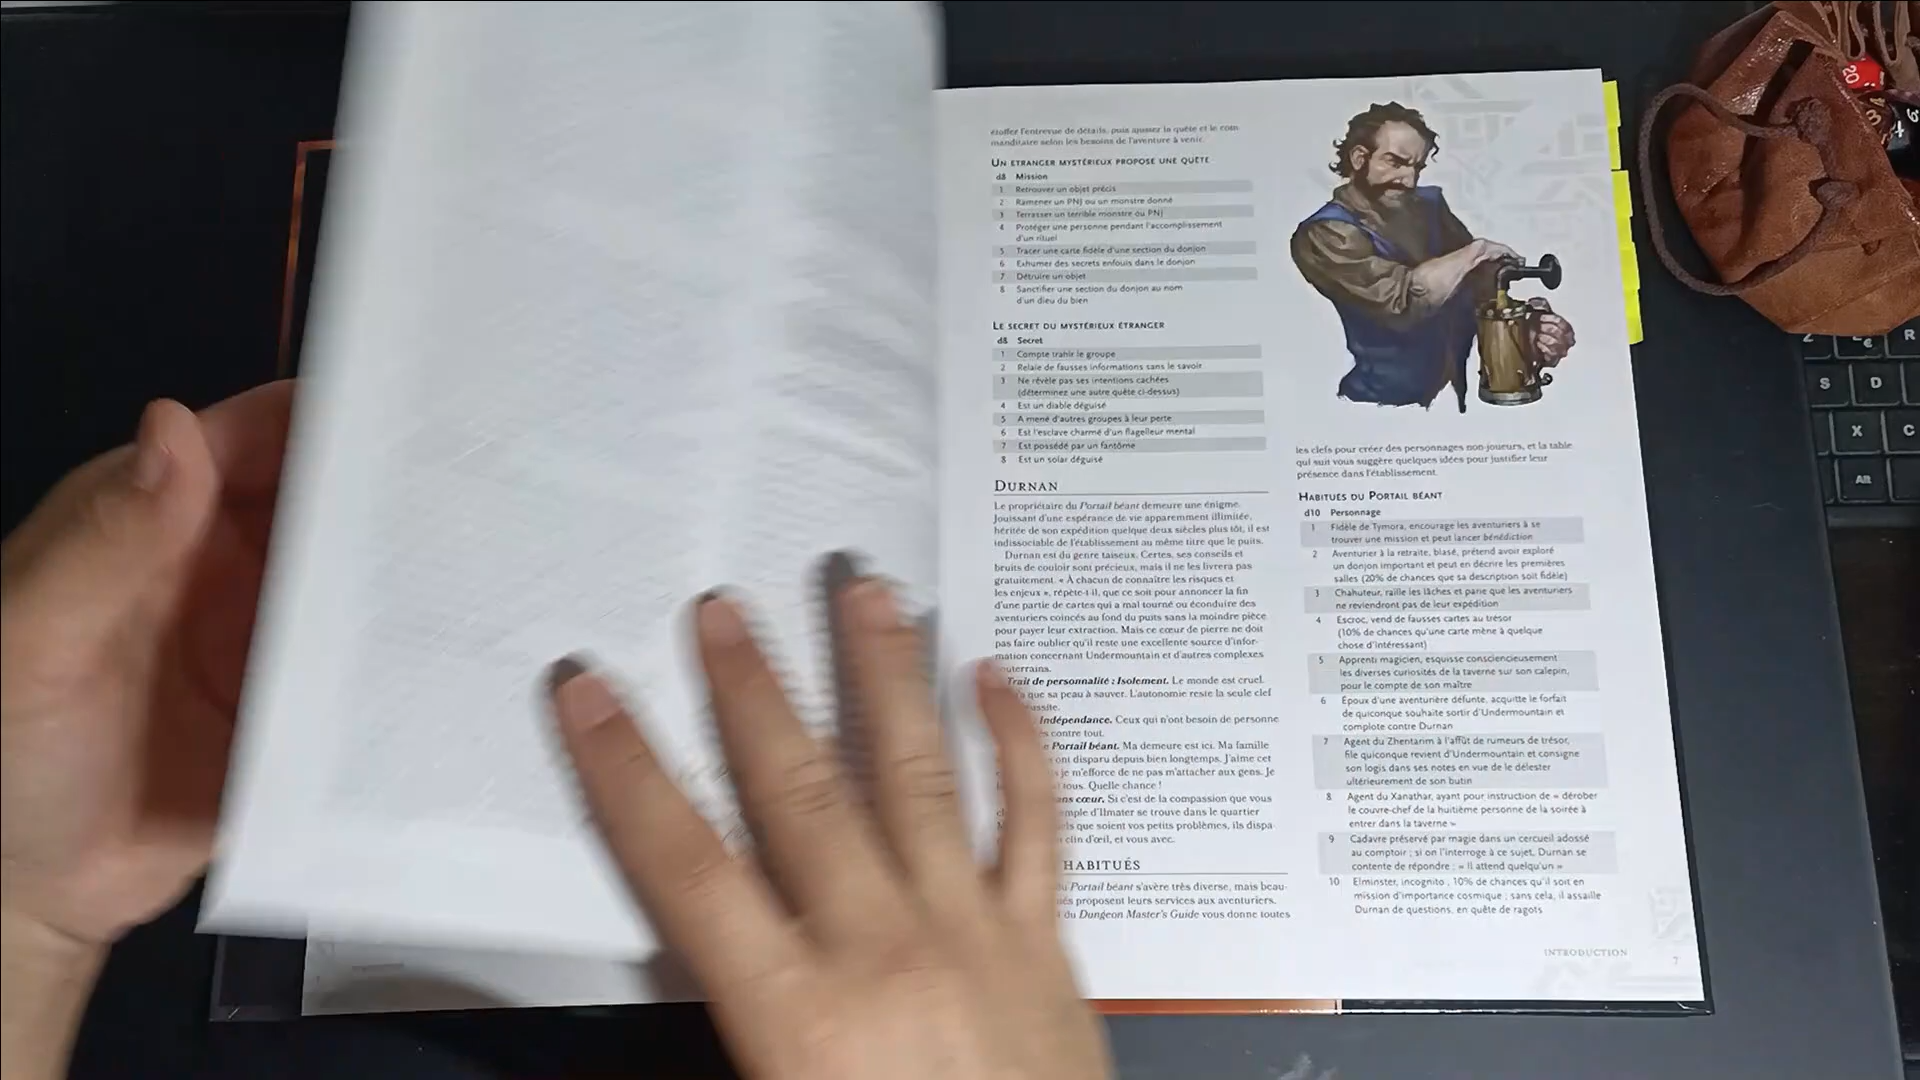 étoffer l'entrevue de détails, puis ajuster la quête et le com-
manditaire selon les besoins de l'aventure à venir.
UN ÉTRANGER MYSTÉRIEUX PROPOSE UNE QUÊTE
d8 Mission
1 Retrouver un objet précis
2 Ramener un PNJ ou un monstre donné
3 Terrasser un terrible monstre ou PNJ
4 Protéger une personne pendant l'accomplissement
d'un rituel
5 Tracer une carte fidèle d'une section du donjon
6 Exhumer des secrets enfouis dans le donjon
7 Détruire un objet
8 Sanctifier une section du donjon au nom
d'un dieu du bien
LE SECRET DU MYSTÉRIEUX ÉTRANGER
d8 Secret
1 Compte trahir le groupe
2 Relaie de fausses informations sans le savoir
3 Ne révèle pas ses intentions cachées
(déterminez une autre quête ci-dessus)
4 Est un diable déguisé
5 A mené d'autres groupes à leur perte
6 Est l'esclave charmé d'un flagelleur mental
7 Est possédé par un fantôme
8 Est un solar déguisé
DURNAN
Le propriétaire du Portail béant demeure une énigme.
Jouissant d'une espérance de vie apparemment illimitée,
héritée de son expédition quelque deux siècles plus tôt, il est
indissociable de l'établissement au même titre que le puits.
Durnan est du genre taiseux. Certes, ses conseils et
bruits de couloir sont précieux, mais il ne les livrera pas
gratuitement. « À chacun de connaître les risques et
les enjeux », répète-t-il, que ce soit pour annoncer la fin
d'une partie de cartes qui a mal tourné ou éconduire des
aventuriers coincés au fond du puits sans la moindre pièce
pour payer leur extraction. Mais ce cœur de pierre ne doit
pas faire oublier qu'il reste une excellente source d'infor-
mation concernant Undermountain et d'autres complexes
outerrains.
Trait de personnalité : Isolement. Le monde est cruel.
que sa peau à sauver. L'autonomie reste la seule clef
ussite.
Indépendance. Ceux qui n'ont besoin de personne
contre tout.
Portail béant. Ma demeure est ici. Ma famille
ont disparu depuis bien longtemps. J'aime cet
je m'efforce de ne pas m'attacher aux gens. Je
tous. Quelle chance !
ans cœur. Si c'est de la compassion que vous
emple d'Ilmater se trouve dans le quartier
els que soient vos petits problèmes, ils dispa-
clin d'œil, et vous avec.
HABITUÉS
du Portail béant s'avère très diverse, mais beau-
proposent leurs services aux aventuriers.
du Dungeon Master's Guide vous donne toutes
les clefs pour créer des personnages non-joueurs, et la table
qui suit vous suggère quelques idées pour justifier leur
présence dans l'établissement.
HABITUÉS DU PORTAIL BÉANT
d10 Personnage
1 Fidèle de Tymora, encourage les aventuriers à se
trouver une mission et peut lancer bénédiction
2 Aventurier à la retraite, blasé, prétend avoir exploré
un donjon important et peut en décrire les premières
salles (20% de chances que sa description soit fidèle)
3 Chahuteur, raille les lâches et parie que les aventuriers
ne reviendront pas de leur expédition
4 Escroc, vend de fausses cartes au trésor
(10% de chances qu'une carte mène à quelque
chose d'intéressant)
5 Apprenti magicien, esquisse consciencieusement
les diverses curiosités de la taverne sur son calepin,
pour le compte de son maître
6 Époux d'une aventurière défunte, acquitte le forfait
de quiconque souhaite sortir d'Undermountain et
complote contre Durnan
7 Agent du Zhentarim à l'affût de rumeurs de trésor,
file quiconque revient d'Undermountain et consigne
son logis dans ses notes en vue de le délester
ultérieurement de son butin
8 Agent du Xanathar, ayant pour instruction de « dérober
le couvre-chef de la huitième personne de la soirée à
entrer dans la taverne »
9 Cadavre préservé par magie dans un cercueil adossé
au comptoir ; si on l'interroge à ce sujet, Durnan se
contente de répondre : « Il attend quelqu'un »
10 Elminster, incognito ; 10% de chances qu'il soit en
mission d'importance cosmique ; sans cela, il assaille
Durnan de questions, en quête de ragots
INTRODUCTION
7
20
Z € R
S D
X C
Alt